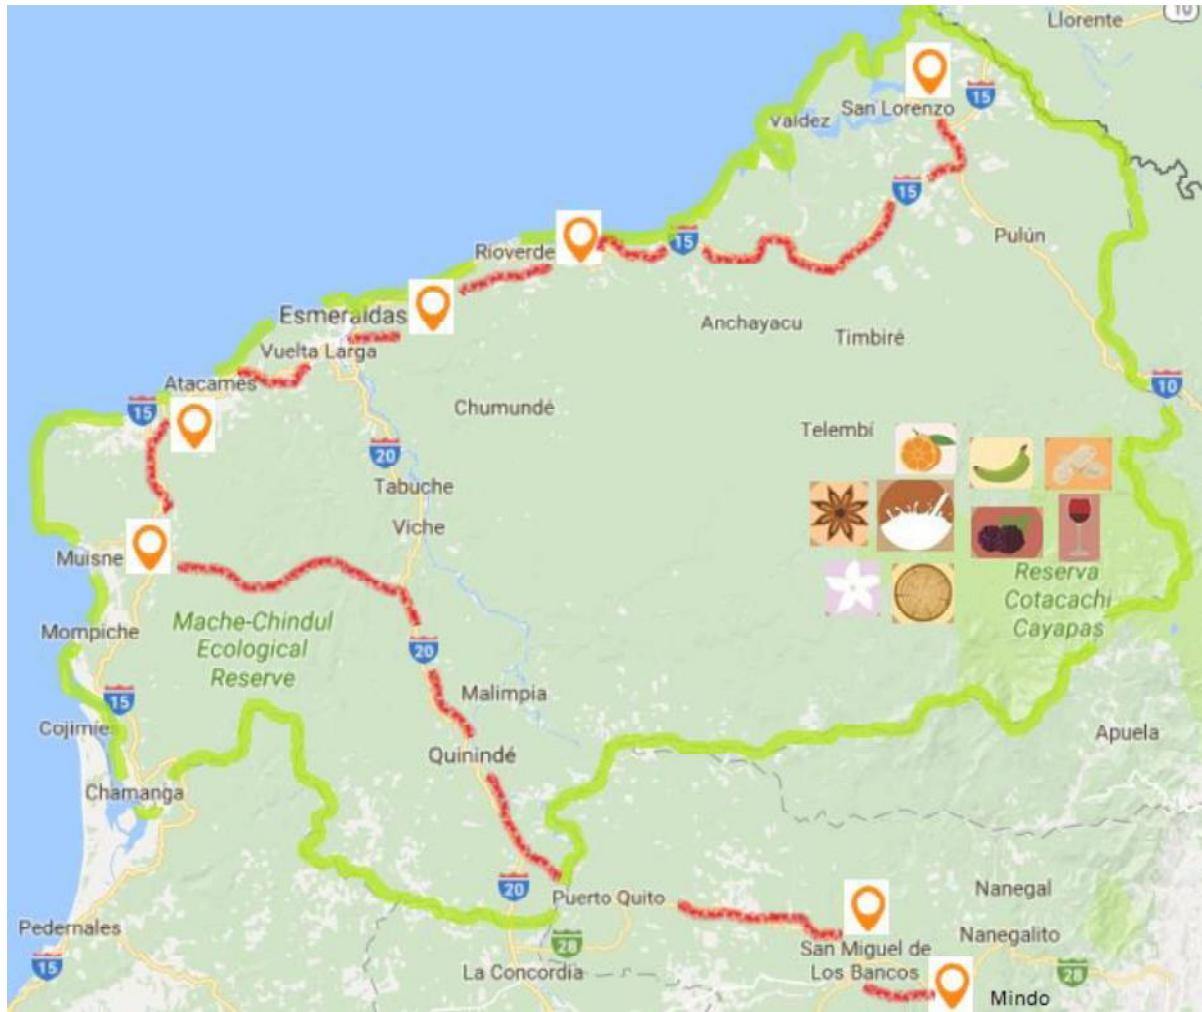 10
Llorente
San Lorenzo
15
Valdez
15
Pulún
15
Rioverde
Esmeraldas
Anchayacu
Timbiré
Vuelta Larga
Atacames
10
15
Chumundé
Telembí
20
Tabuche
Viche
Muisne
Reserva
Cotacachi
Cayapas
Mompiche
Mache-Chindul
Ecological
Reserve
20
Malimpia
15
Cojimíes
Apuela
Quinindé
Chamanga
20
Puerto Quito
Nanegal
Pedernales
28
Nanegalito
San Miguel de
Los Bancos
15
La Concordia
28
Mindo